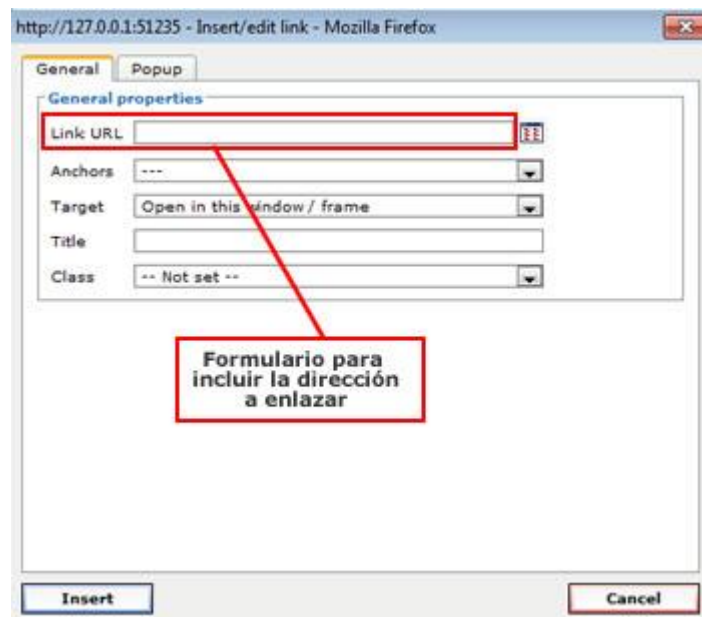 http://127.0.0.1:51235 - Insert/edit link - Mozilla Firefox
General Popup
General properties
Link URL
Anchors ---
Target Open in this window / frame
Title
Class -- Not set --
Formulario para
incluir la dirección
a enlazar
Insert Cancel